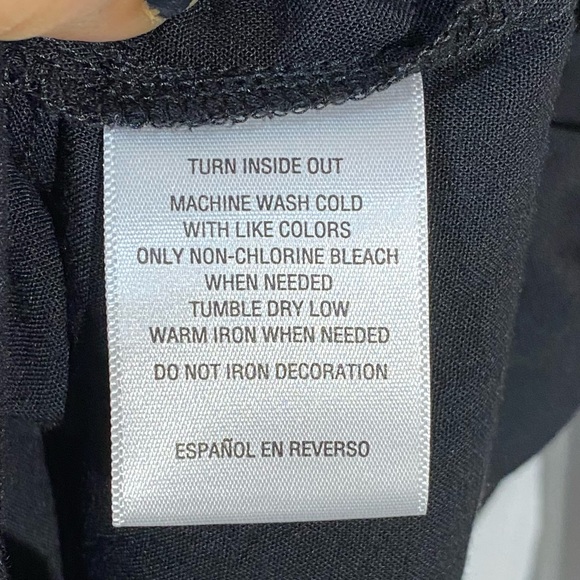 TURN INSIDE OUT
MACHINE WASH COLD
WITH LIKE COLORS
ONLY NON-CHLORINE BLEACH
WHEN NEEDED
TUMBLE DRY LOW
WARM IRON WHEN NEEDED
DO NOT IRON DECORATION
ESPAÑOL EN REVERSO